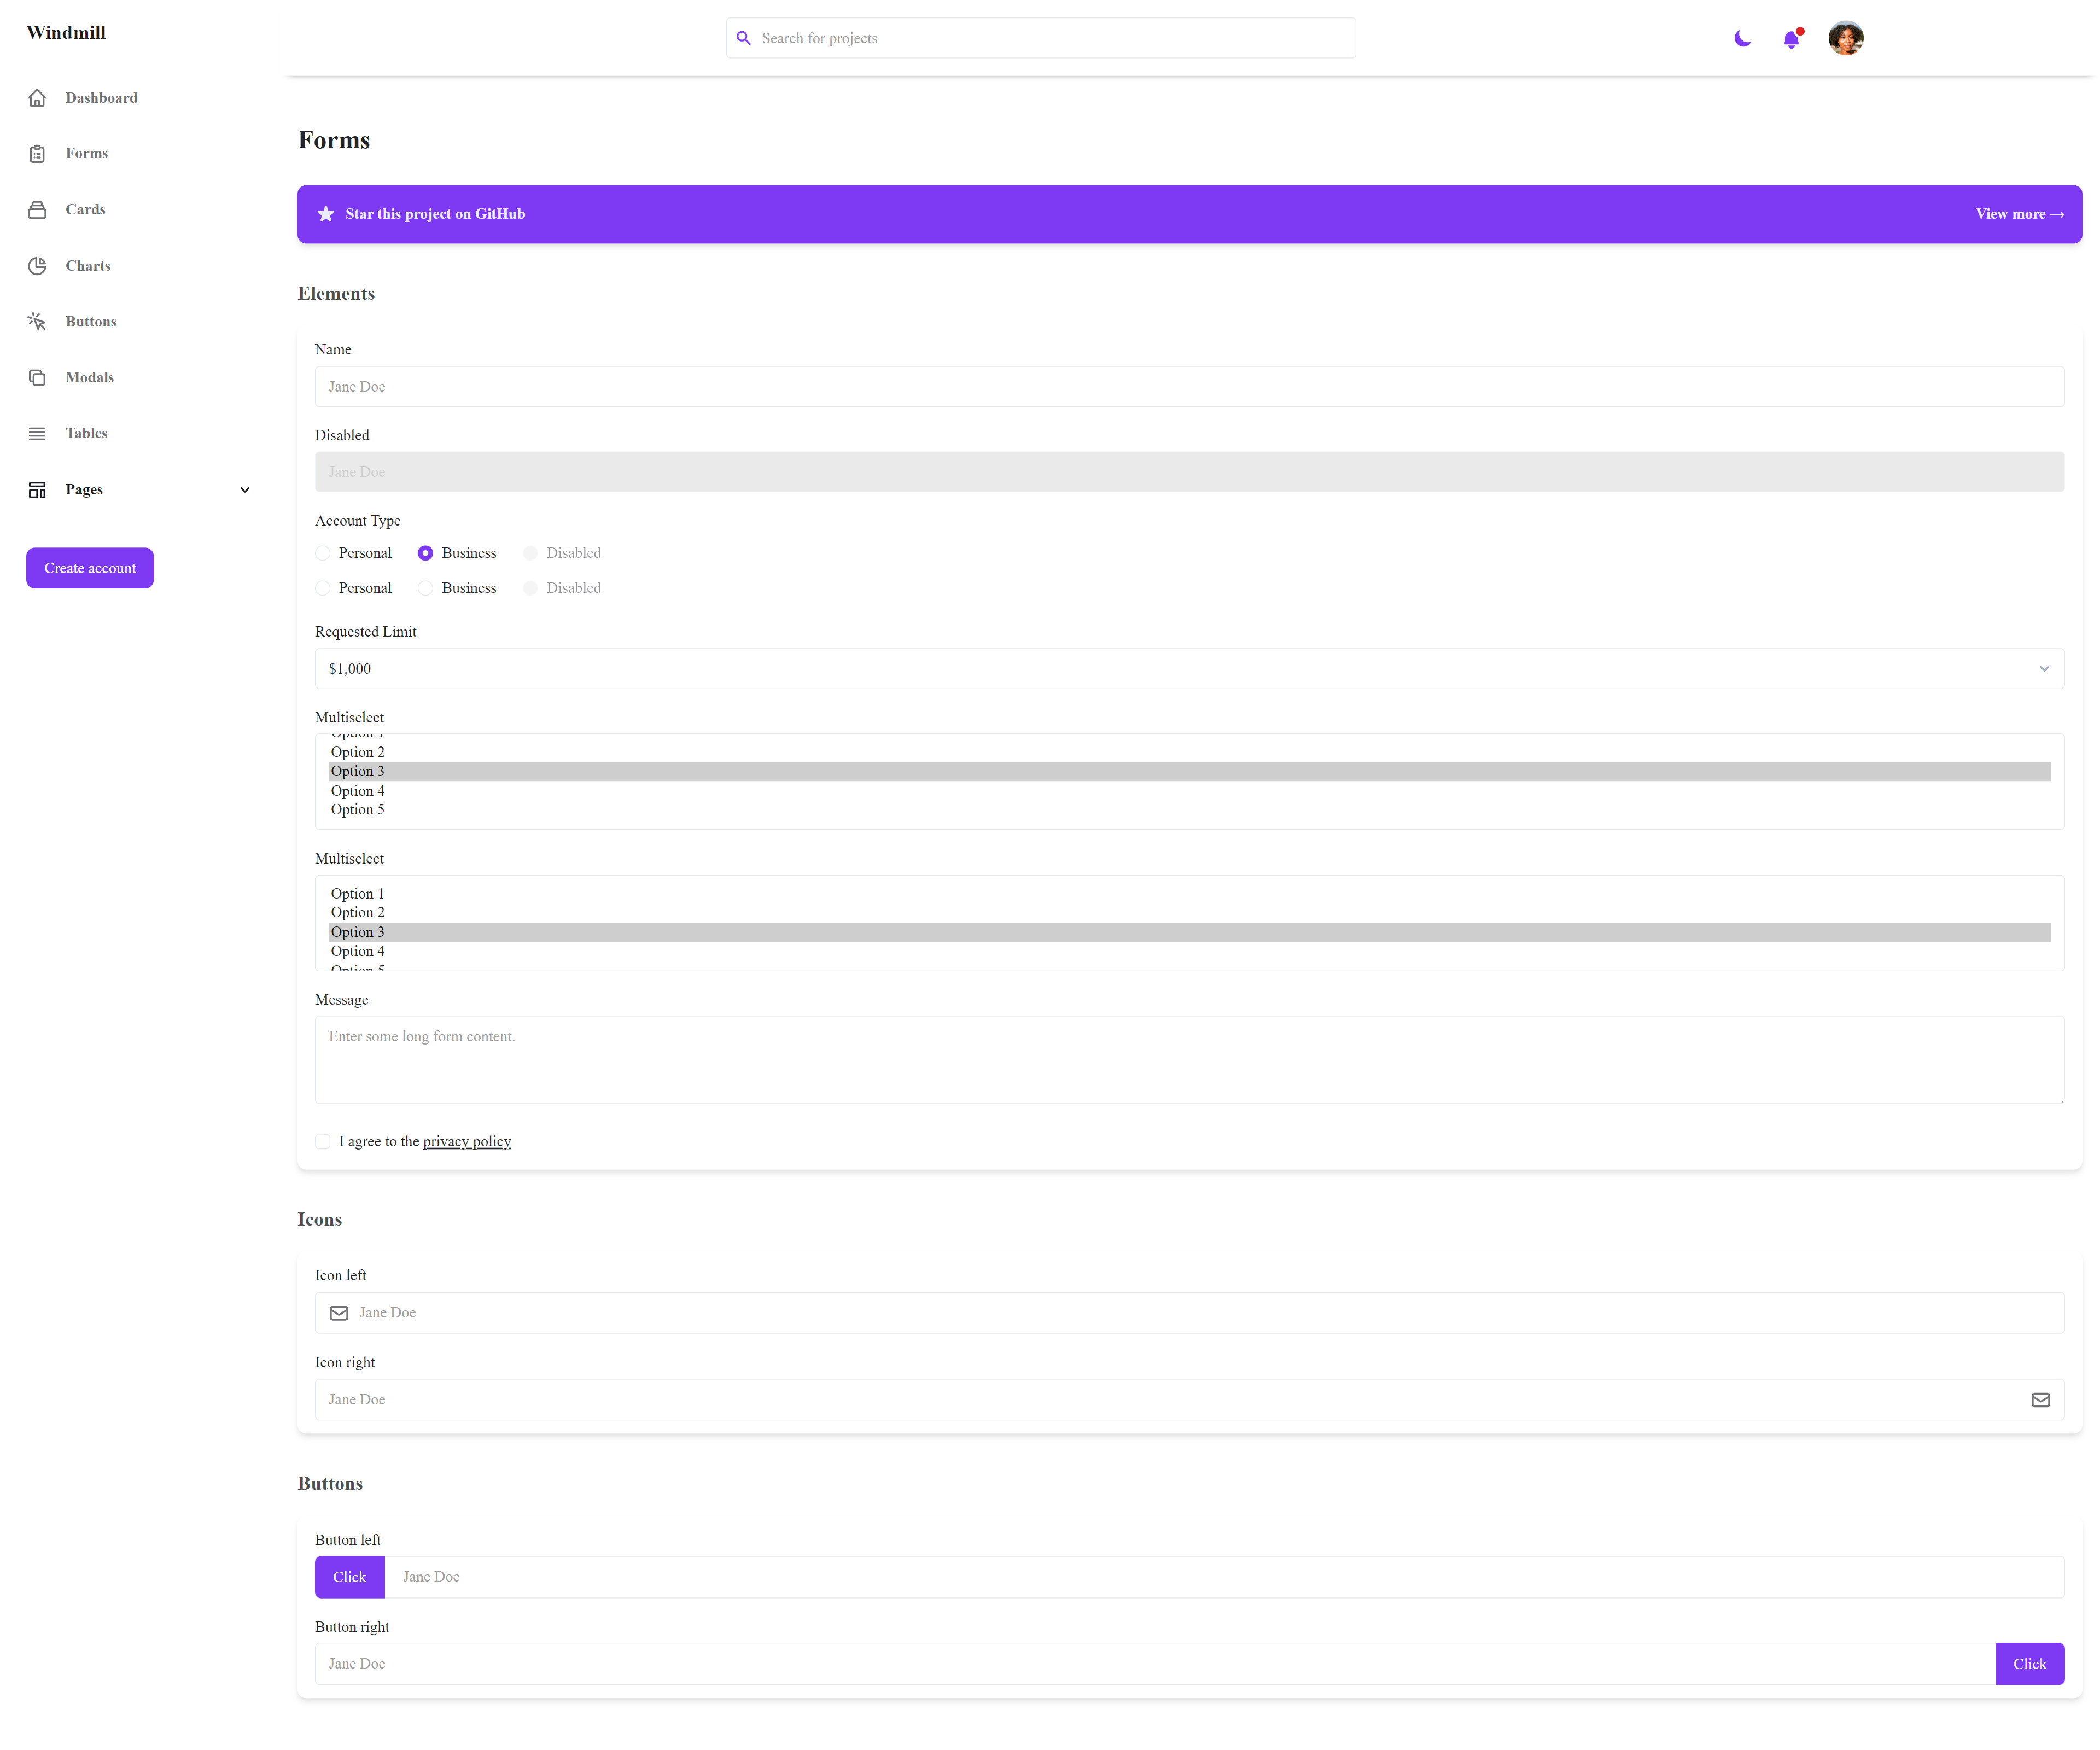 Windmill
Search for projects
Dashboard
Forms
Cards
Charts
Buttons
Modals
Tables
Pages
Create account
Forms
Star this project on GitHub
View more →
Elements
Name
Jane Doe
Disabled
Jane Doe
Account Type
Personal Business Disabled
Personal Business Disabled
Requested Limit
$1,000
Multiselect
Option 1
Option 2
Option 3
Option 4
Option 5
Multiselect
Option 1
Option 2
Option 3
Option 4
Option 5
Message
Enter some long form content.
I agree to the privacy policy
Icons
Icon left
Jane Doe
Icon right
Jane Doe
Buttons
Button left
Click Jane Doe
Button right
Jane Doe Click